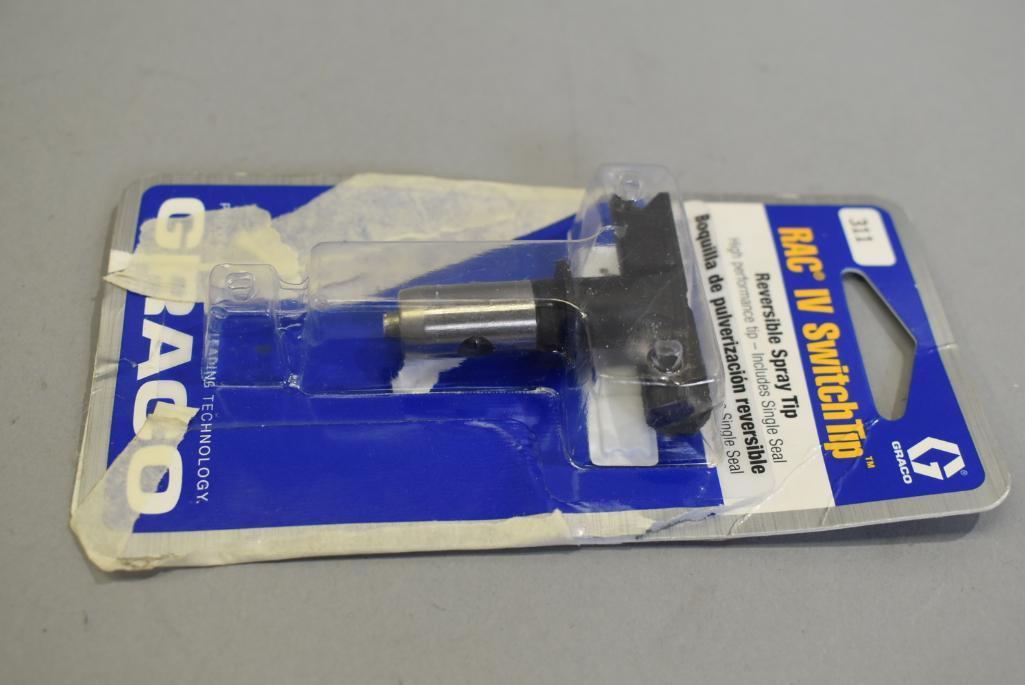 311
RAC® IV SwitchTip™
Reversible Spray Tip
High performance tip – Includes Single Seal
Boquilla de pulverización reversible
Single Seal
GRACO
GRACO
LEADING TECHNOLOGY.